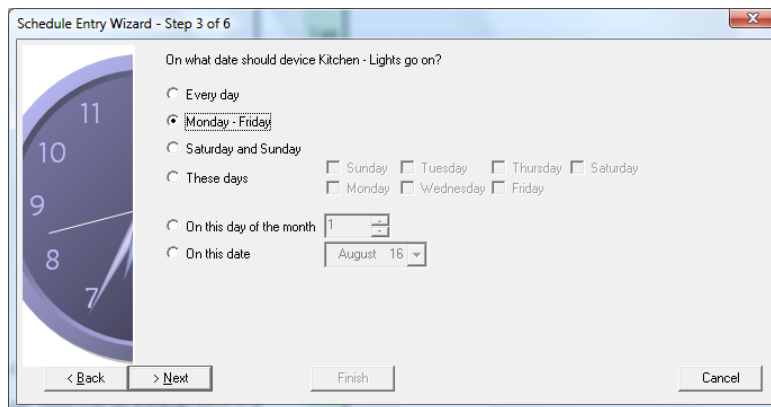 Schedule Entry Wizard - Step 3 of 6
On what date should device Kitchen - Lights go on?
Every day
Monday - Friday
Saturday and Sunday
These days
Sunday Tuesday Thursday Saturday
Monday Wednesday Friday
On this day of the month 1
On this date August 16
11
10
9
8
7
< Back > Next Finish Cancel